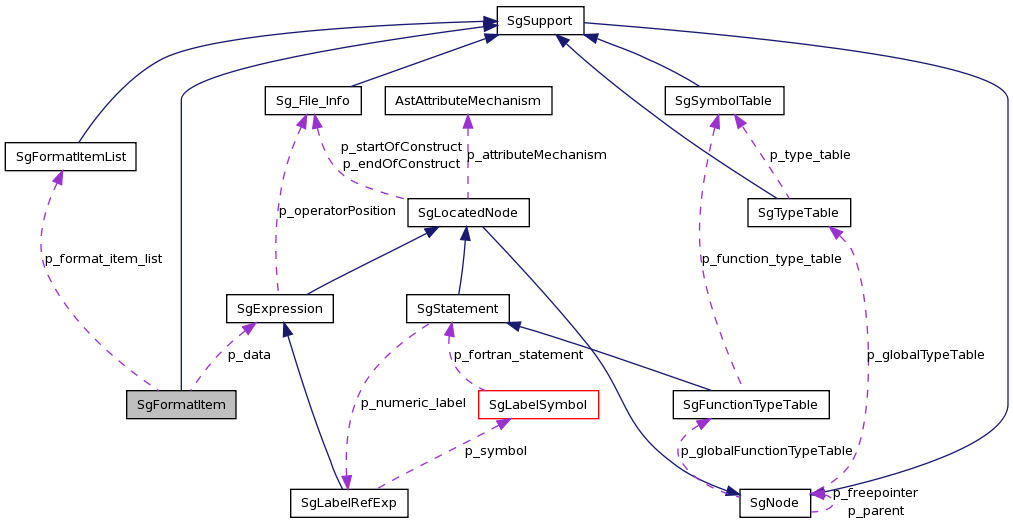 SgSupport
Sg_File_Info
AstAttributeMechanism
SgSymbolTable
SgFormatItemList
p_startOfConstruct
p_endOfConstruct
p_attributeMechanism
p_type_table
p_operatorPosition
SgLocatedNode
SgTypeTable
p_format_item_list
p_function_type_table
SgExpression
SgStatement
p_data
p_fortran_statement
p_globalTypeTable
SgFormatItem
p_numeric_label
SgLabelSymbol
SgFunctionTypeTable
p_symbol
p_globalFunctionTypeTable
SgLabelRefExp
SgNode
p_freepointer
p_parent